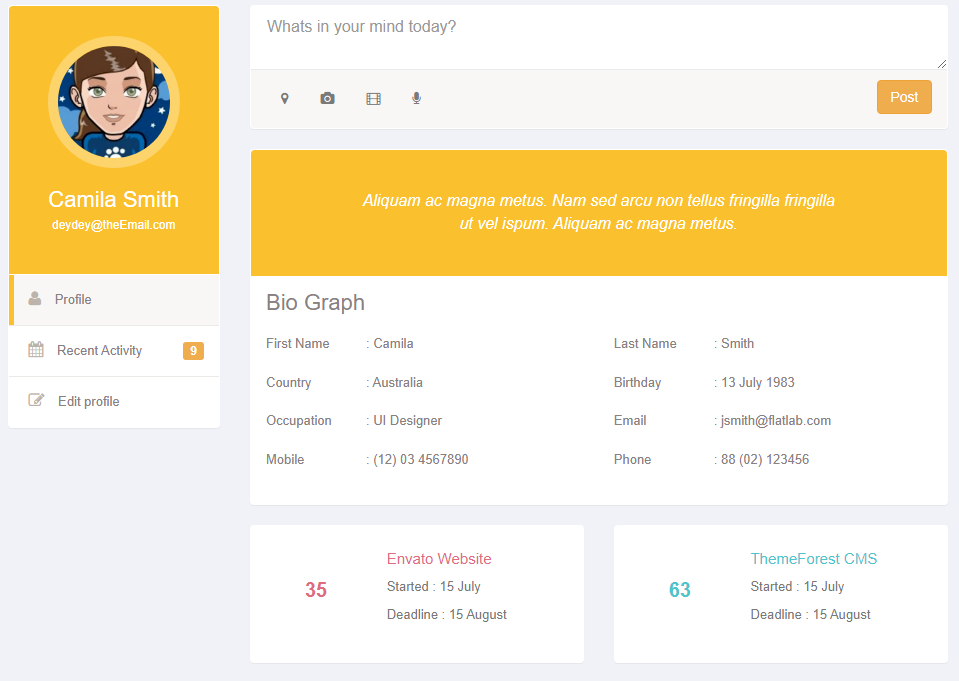 Camila Smith
deydey@theEmail.com
Profile
Recent Activity 9
Edit profile
Whats in your mind today?
Post
Aliquam ac magna metus. Nam sed arcu non tellus fringilla fringilla
ut vel ispum. Aliquam ac magna metus.
Bio Graph
First Name : Camila Last Name : Smith
Country : Australia Birthday : 13 July 1983
Occupation : UI Designer Email : jsmith@flatlab.com
Mobile : (12) 03 4567890 Phone : 88 (02) 123456
35
Envato Website
Started : 15 July
Deadline : 15 August
63
ThemeForest CMS
Started : 15 July
Deadline : 15 August